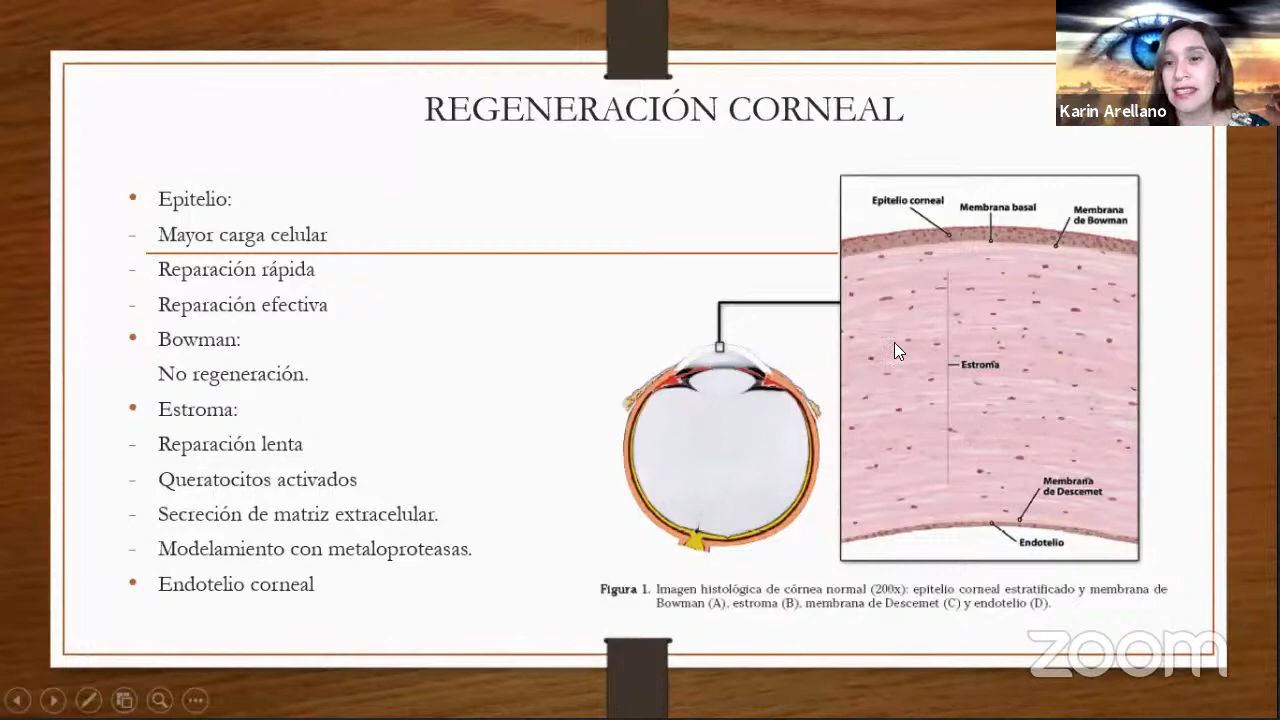 REGENERACIÓN CORNEAL
Karin Arellano
• Epitelio:
- Mayor carga celular
- Reparación rápida
- Reparación efectiva
• Bowman:
No regeneración.
• Estroma:
- Reparación lenta
- Queratocitos activados
- Secreción de matriz extracelular.
- Modelamiento con metaloproteasas.
• Endotelio corneal
Epitelio corneal
Membrana basal
Membrana
de Bowman
Estroma
Membrana
de Descemet
Endotelio
Figura 1. Imagen histológica de córnea normal (200x): epitelio corneal estratificado y membrana de
Bowman (A), estroma (B), membrana de Descemet (C) y endotelio (D).
zoom